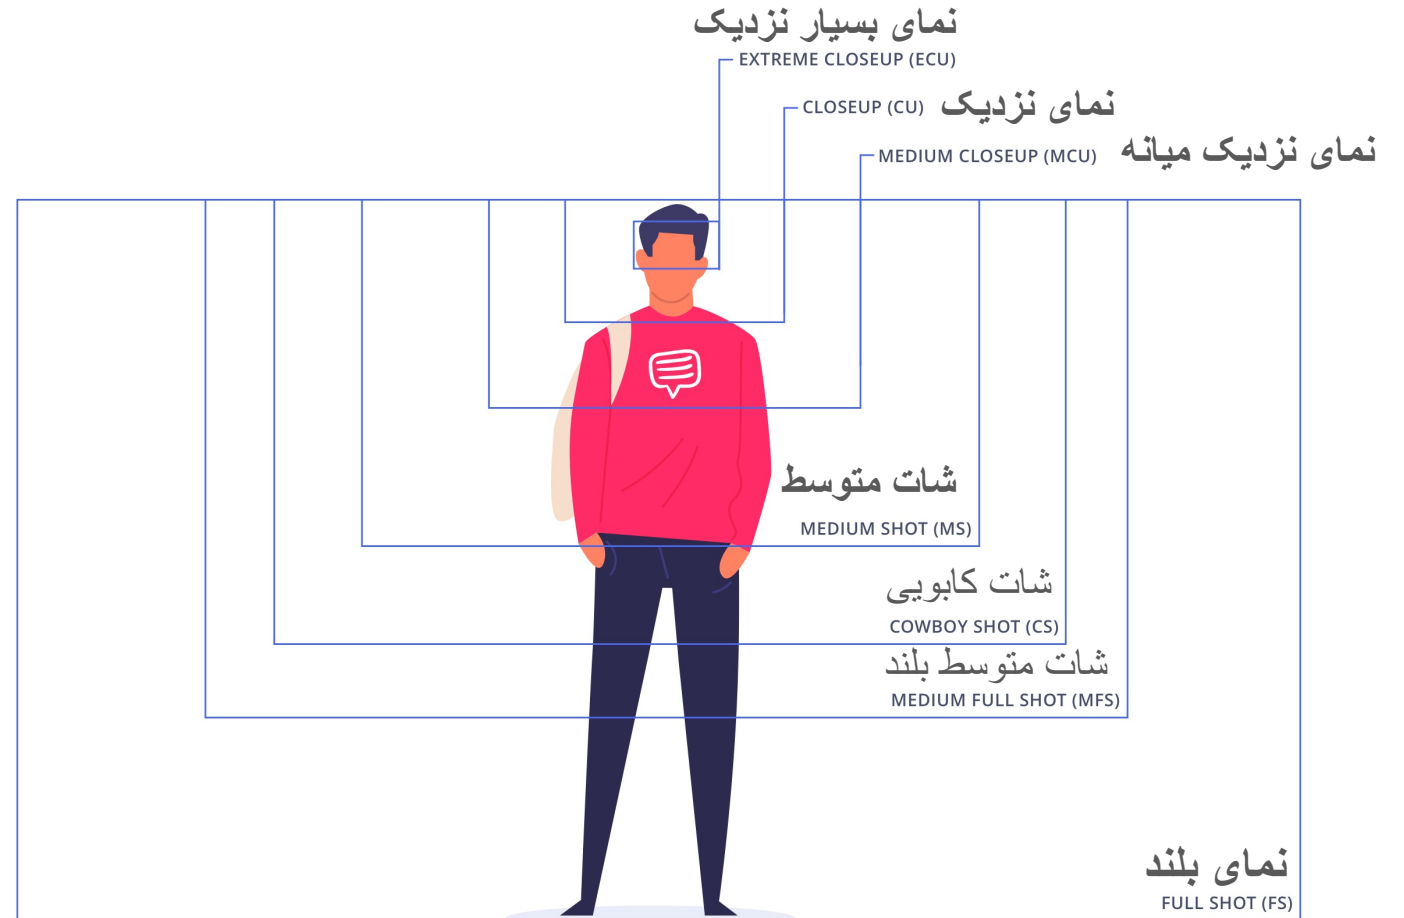 نمای بسیار نزدیک
EXTREME CLOSEUP (ECU)
CLOSEUP (CU) نمای نزدیک
MEDIUM CLOSEUP (MCU) نمای نزدیک میانه
شات متوسط
MEDIUM SHOT (MS)
شات کابویی
COWBOY SHOT (CS)
شات متوسط بلند
MEDIUM FULL SHOT (MFS)
نمای بلند
FULL SHOT (FS)